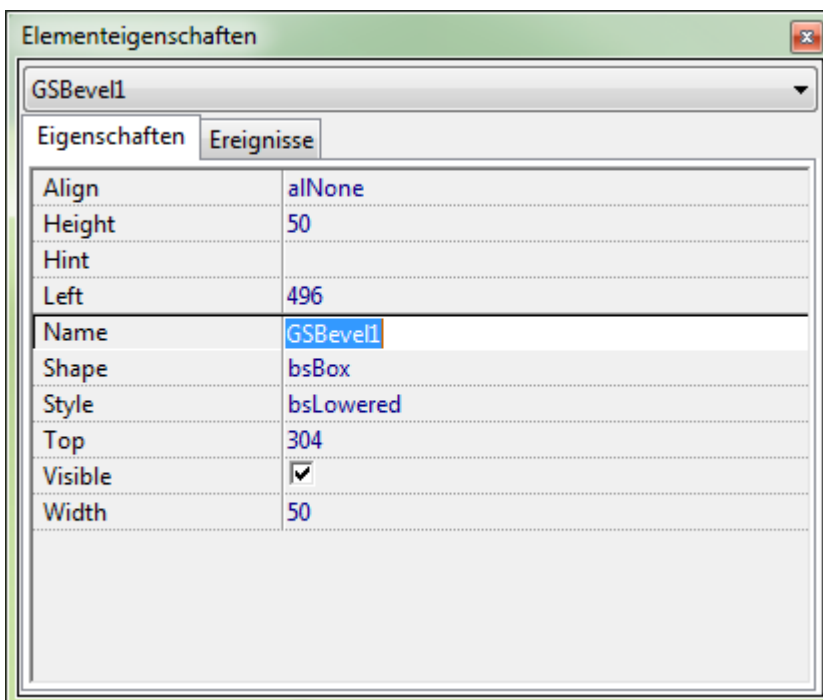 Elementeigenschaften
GSBevel1
Eigenschaften Ereignisse
Align alNone
Height 50
Hint
Left 496
Name GSBevel1
Shape bsBox
Style bsLowered
Top 304
Visible
Width 50